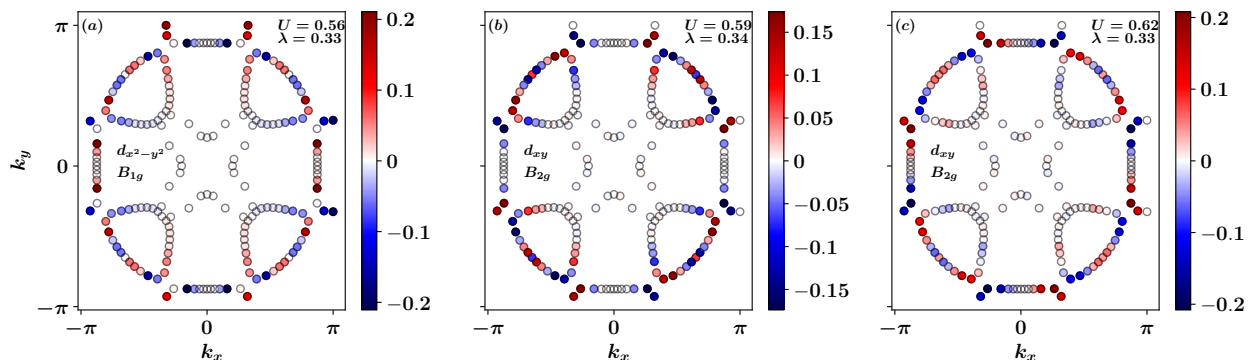 (a)
U = 0.56
λ = 0.33
d_{x²−y²}
B_{1g}
π
0
−π
k_y
−π
0
π
k_x
0.2
0.1
0
−0.1
−0.2
(b)
U = 0.59
λ = 0.34
d_{xy}
B_{2g}
−π
0
π
k_x
0.15
0.10
0.05
0
−0.05
−0.10
−0.15
(c)
U = 0.62
λ = 0.33
d_{xy}
B_{2g}
−π
0
π
k_x
0.2
0.1
0
−0.1
−0.2